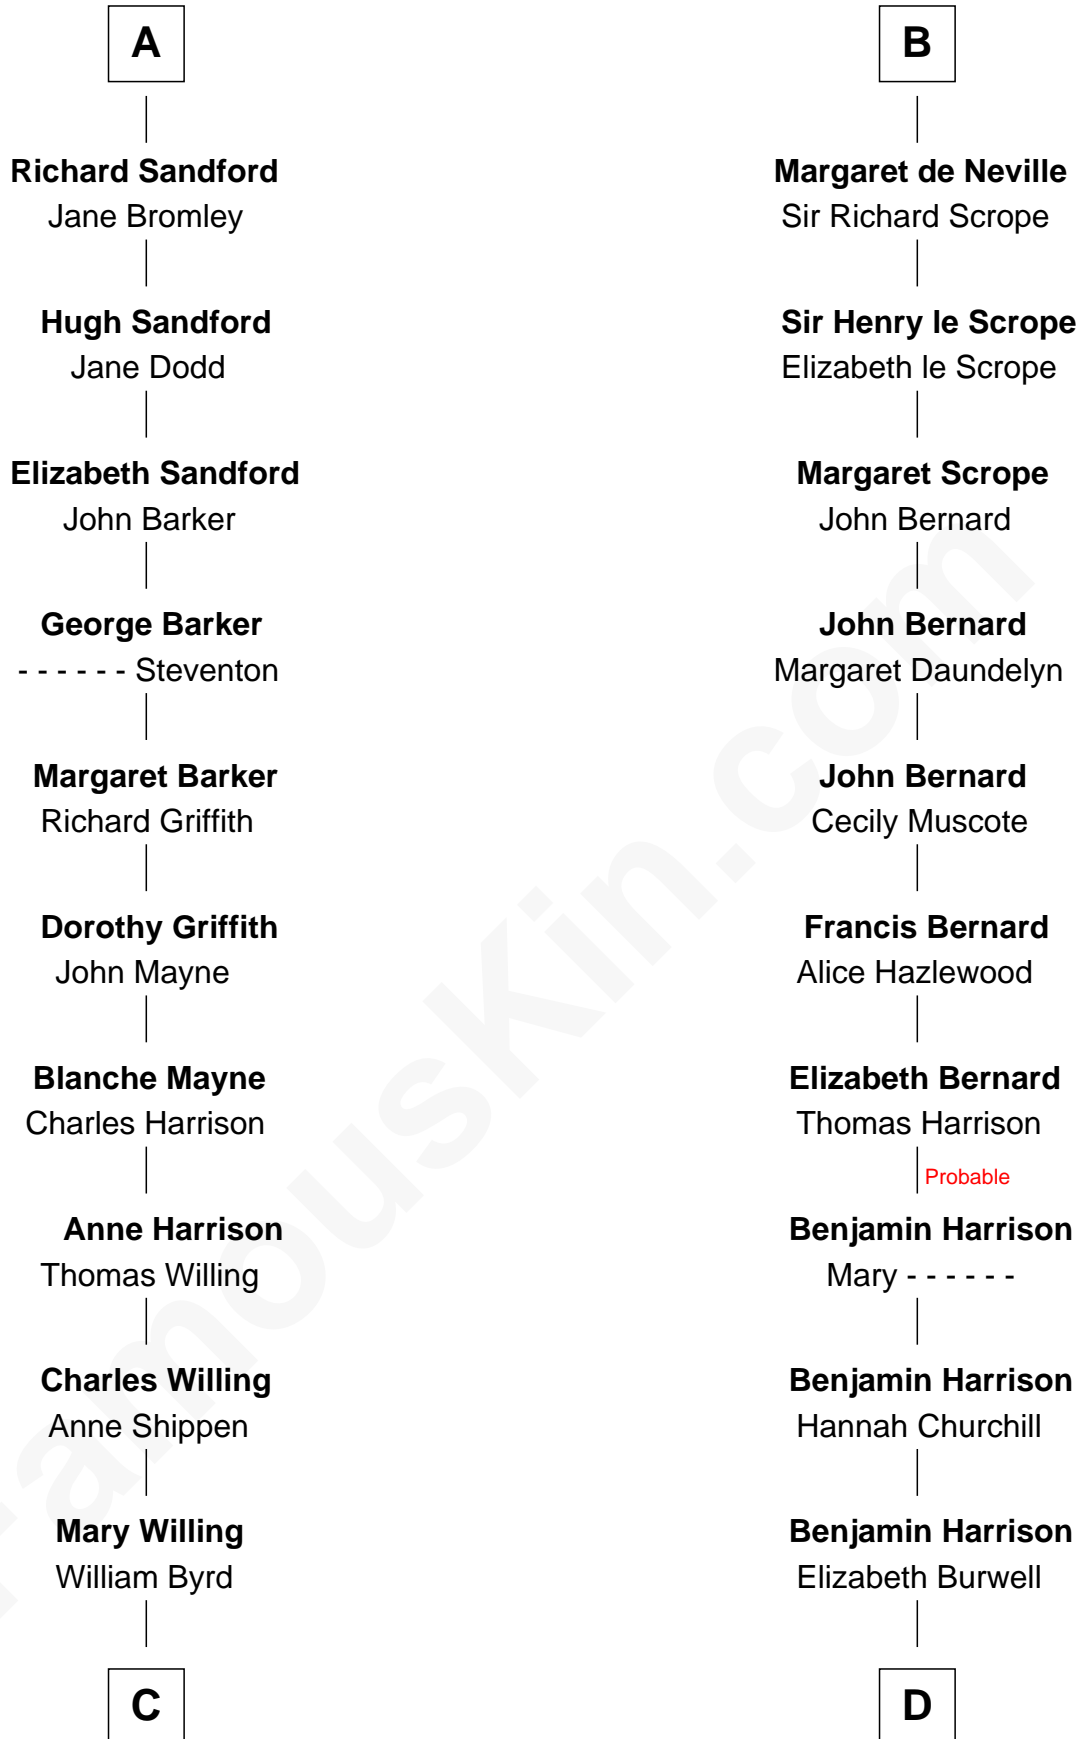 A
Richard Sandford
Jane Bromley
Hugh Sandford
Jane Dodd
Elizabeth Sandford
John Barker
George Barker
- - - - - - Steventon
Margaret Barker
Richard Griffith
Dorothy Griffith
John Mayne
Blanche Mayne
Charles Harrison
Anne Harrison
Thomas Willing
Charles Willing
Anne Shippen
Mary Willing
William Byrd
C
B
Margaret de Neville
Sir Richard Scrope
Sir Henry le Scrope
Elizabeth le Scrope
Margaret Scrope
John Bernard
John Bernard
Margaret Daundelyn
John Bernard
Cecily Muscote
Francis Bernard
Alice Hazlewood
Elizabeth Bernard
Thomas Harrison
Probable
Benjamin Harrison
Mary - - - - - -
Benjamin Harrison
Hannah Churchill
Benjamin Harrison
Elizabeth Burwell
D
FamousKin.com